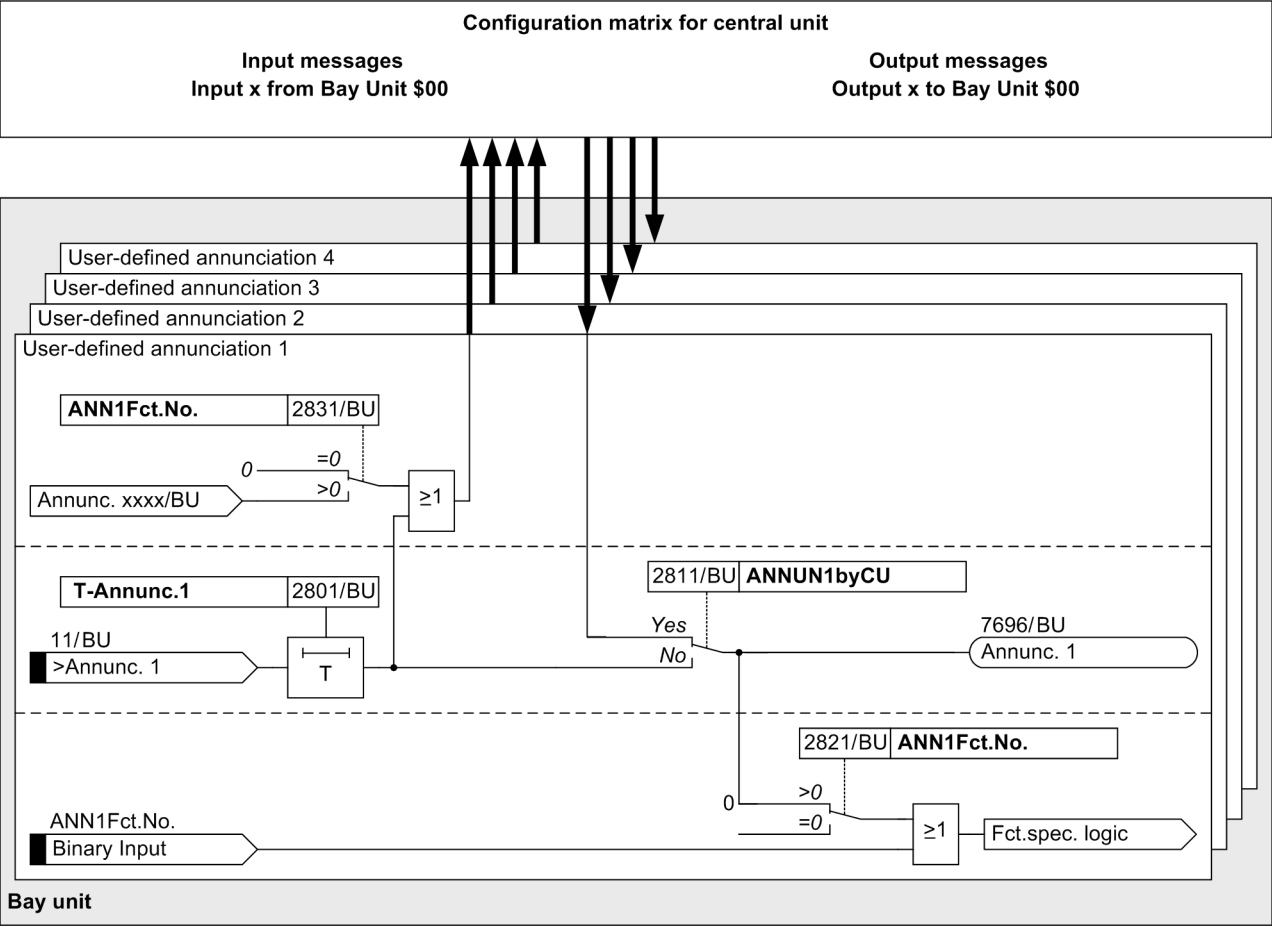 Configuration matrix for central unit
Input messages
Input x from Bay Unit $00
Output messages
Output x to Bay Unit $00
User-defined annunciation 4
User-defined annunciation 3
User-defined annunciation 2
User-defined annunciation 1
ANN1Fct.No. 2831/BU
=0
0
>0
Annunc. xxxx/BU
≥1
T-Annunc.1 2801/BU
2811/BU ANNUN1byCU
11/BU
>Annunc. 1
T
Yes
No
7696/BU
Annunc. 1
2821/BU ANN1Fct.No.
0
>0
=0
ANN1Fct.No.
Binary Input
≥1
Fct.spec. logic
Bay unit